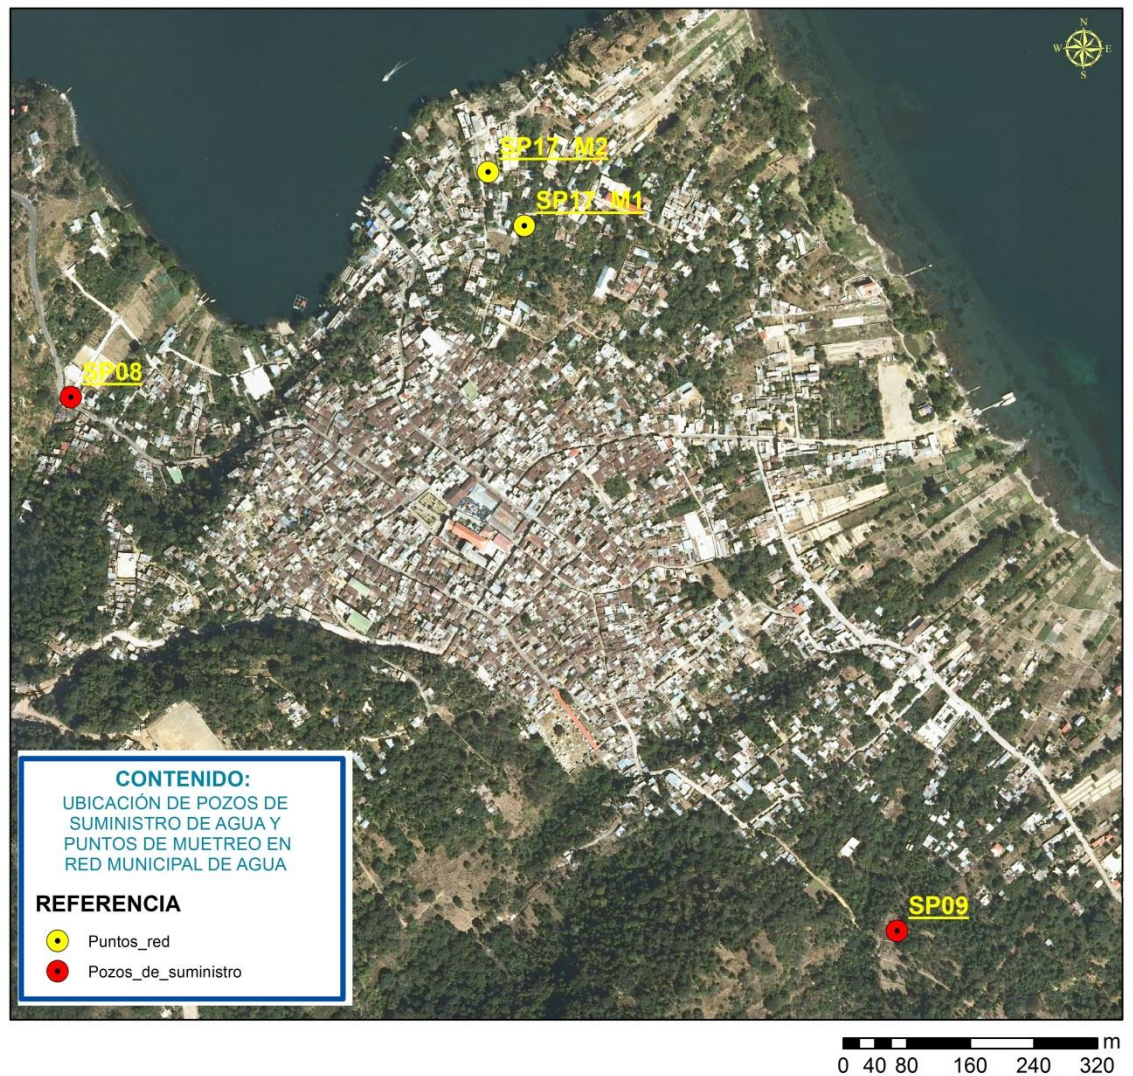 N
W E
S
SP17_M2
SP17_M1
SP08
CONTENIDO:
UBICACIÓN DE POZOS DE
SUMINISTRO DE AGUA Y
PUNTOS DE MUETREO EN
RED MUNICIPAL DE AGUA
REFERENCIA
Puntos_red
Pozos_de_suministro
SP09
m
0 40 80 160 240 320